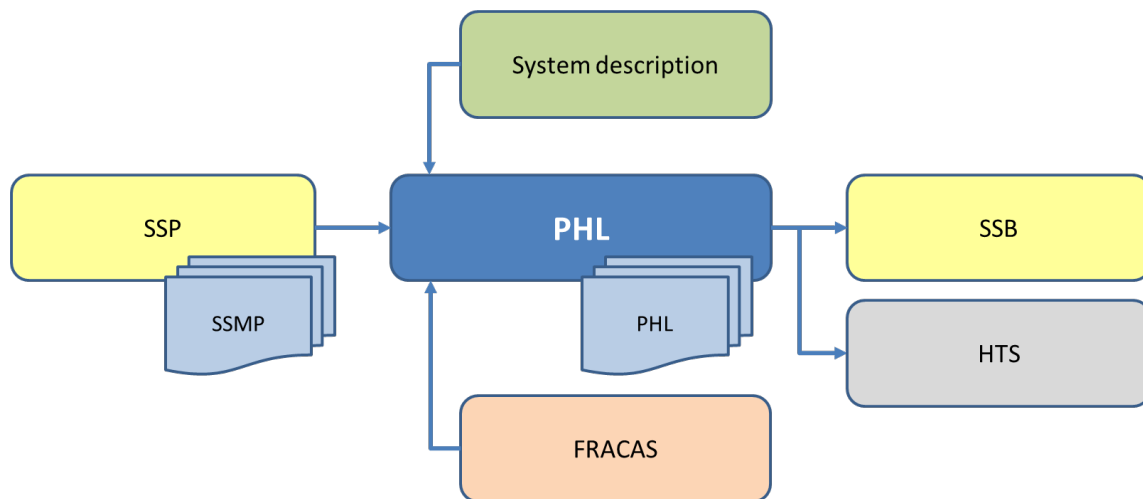 System description
SSP
PHL
SSB
SSMP
PHL
HTS
FRACAS